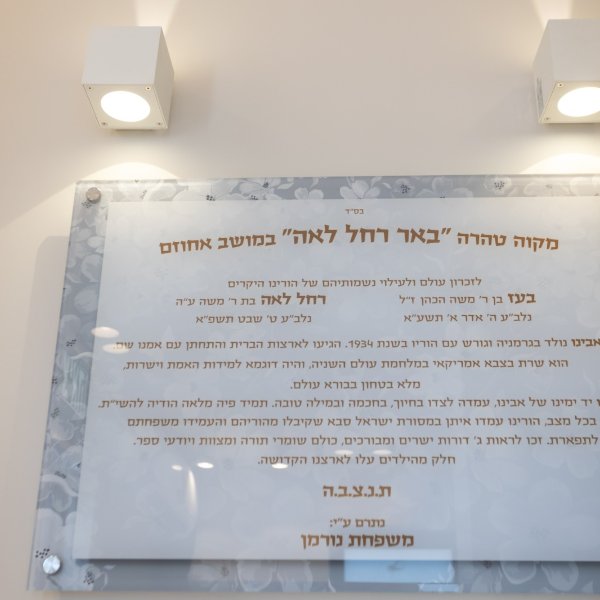 בס״ד
מקוה טהרה ״באר רחל לאה״ במושב אחוזם
לזכרון עולם ולעילוי נשמותיהם של הורינו היקרים
בעז בן ר׳ משה הכהן ז״ל
נלב״ע ה׳ אדר א׳ תשע״א
רחל לאה בת ר׳ משה ע״ה
נלב״ע ט׳ שבט תשפ״א
אבינו נולד בגרמניה וגורש עם הוריו בשנת 1934. הגיעו לארצות הברית והתחתן עם אמנו שם.
הוא שרת בצבא אמריקאי במלחמת עולם השניה, והיה דוגמא למידות האמת וישרות,
מלא בטחון בבורא עולם.
יד ימינו של אבינו, עמדה לצדו בחיוך, בחכמה ובמילה טובה. תמיד פיה מלאה הודיה להשי״ת.
בכל מצב, הורינו עמדו איתן במסורת ישראל סבא שקיבלו מהוריהם והעמידו משפחתם
לתפארת. זכו לראות ג׳ דורות ישרים ומבורכים, כולם שומרי תורה ומצוות ויודעי ספר.
חלק מהילדים עלו לארצנו הקדושה.
ת.נ.צ.ב.ה
נתרם ע״י:
משפחת גורמן